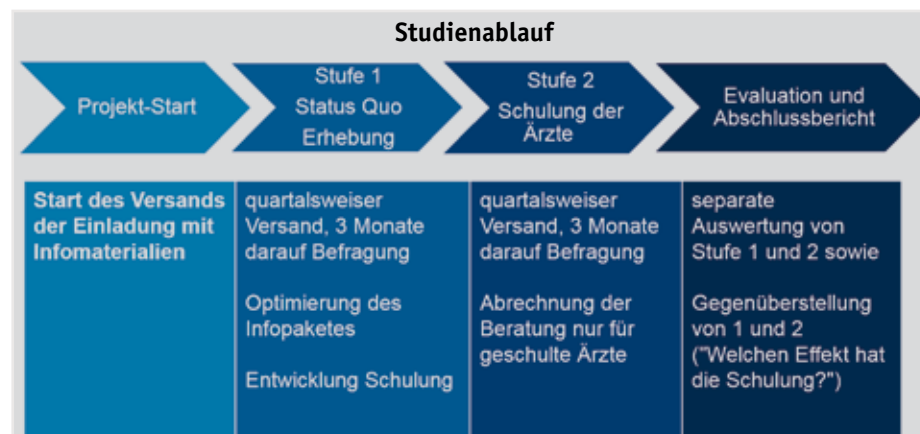 Studienablauf
Projekt-Start
Stufe 1
Status Quo
Erhebung
Stufe 2
Schulung der
Ärzte
Evaluation und
Abschlussbericht
Start des Versands
der Einladung mit
Infomaterialien
quartalsweiser
Versand, 3 Monate
darauf Befragung
Optimierung des
Infopaketes
Entwicklung Schulung
quartalsweiser
Versand, 3 Monate
darauf Befragung
Abrechnung der
Beratung nur für
geschulte Ärzte
separate
Auswertung von
Stufe 1 und 2 sowie
Gegenüberstellung
von 1 und 2
("Welchen Effekt hat
die Schulung?")